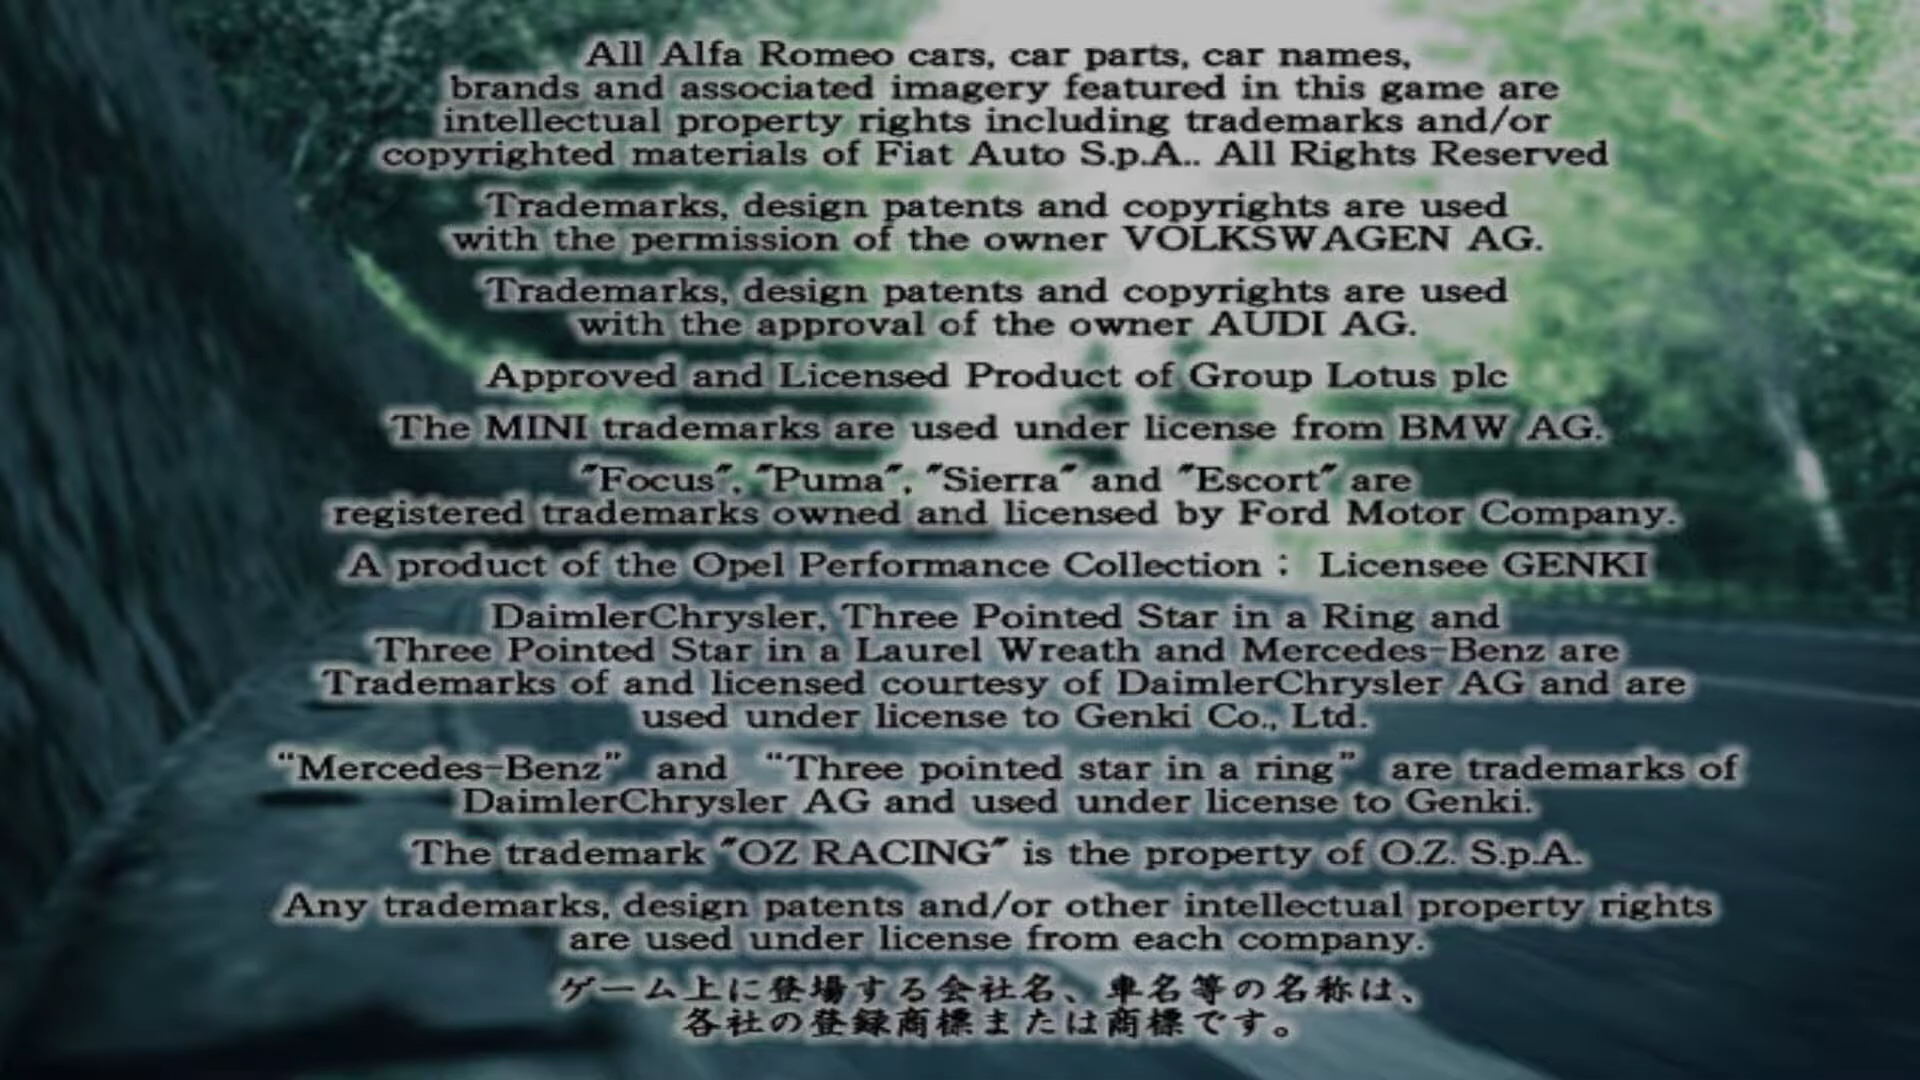 All Alfa Romeo cars, car parts, car names,
brands and associated imagery featured in this game are
intellectual property rights including trademarks and/or
copyrighted materials of Fiat Auto S.p.A.. All Rights Reserved
Trademarks, design patents and copyrights are used
with the permission of the owner VOLKSWAGEN AG.
Trademarks, design patents and copyrights are used
with the approval of the owner AUDI AG.
Approved and Licensed Product of Group Lotus plc
The MINI trademarks are used under license from BMW AG.
"Focus", "Puma", "Sierra" and "Escort" are
registered trademarks owned and licensed by Ford Motor Company.
A product of the Opel Performance Collection : Licensee GENKI
DaimlerChrysler, Three Pointed Star in a Ring and
Three Pointed Star in a Laurel Wreath and Mercedes-Benz are
Trademarks of and licensed courtesy of DaimlerChrysler AG and are
used under license to Genki Co., Ltd.
“Mercedes-Benz” and “Three pointed star in a ring” are trademarks of
DaimlerChrysler AG and used under license to Genki.
The trademark "OZ RACING" is the property of O.Z. S.p.A.
Any trademarks, design patents and/or other intellectual property rights
are used under license from each company.
ゲーム上に登場する会社名、車名等の名称は、
各社の登録商標または商標です。